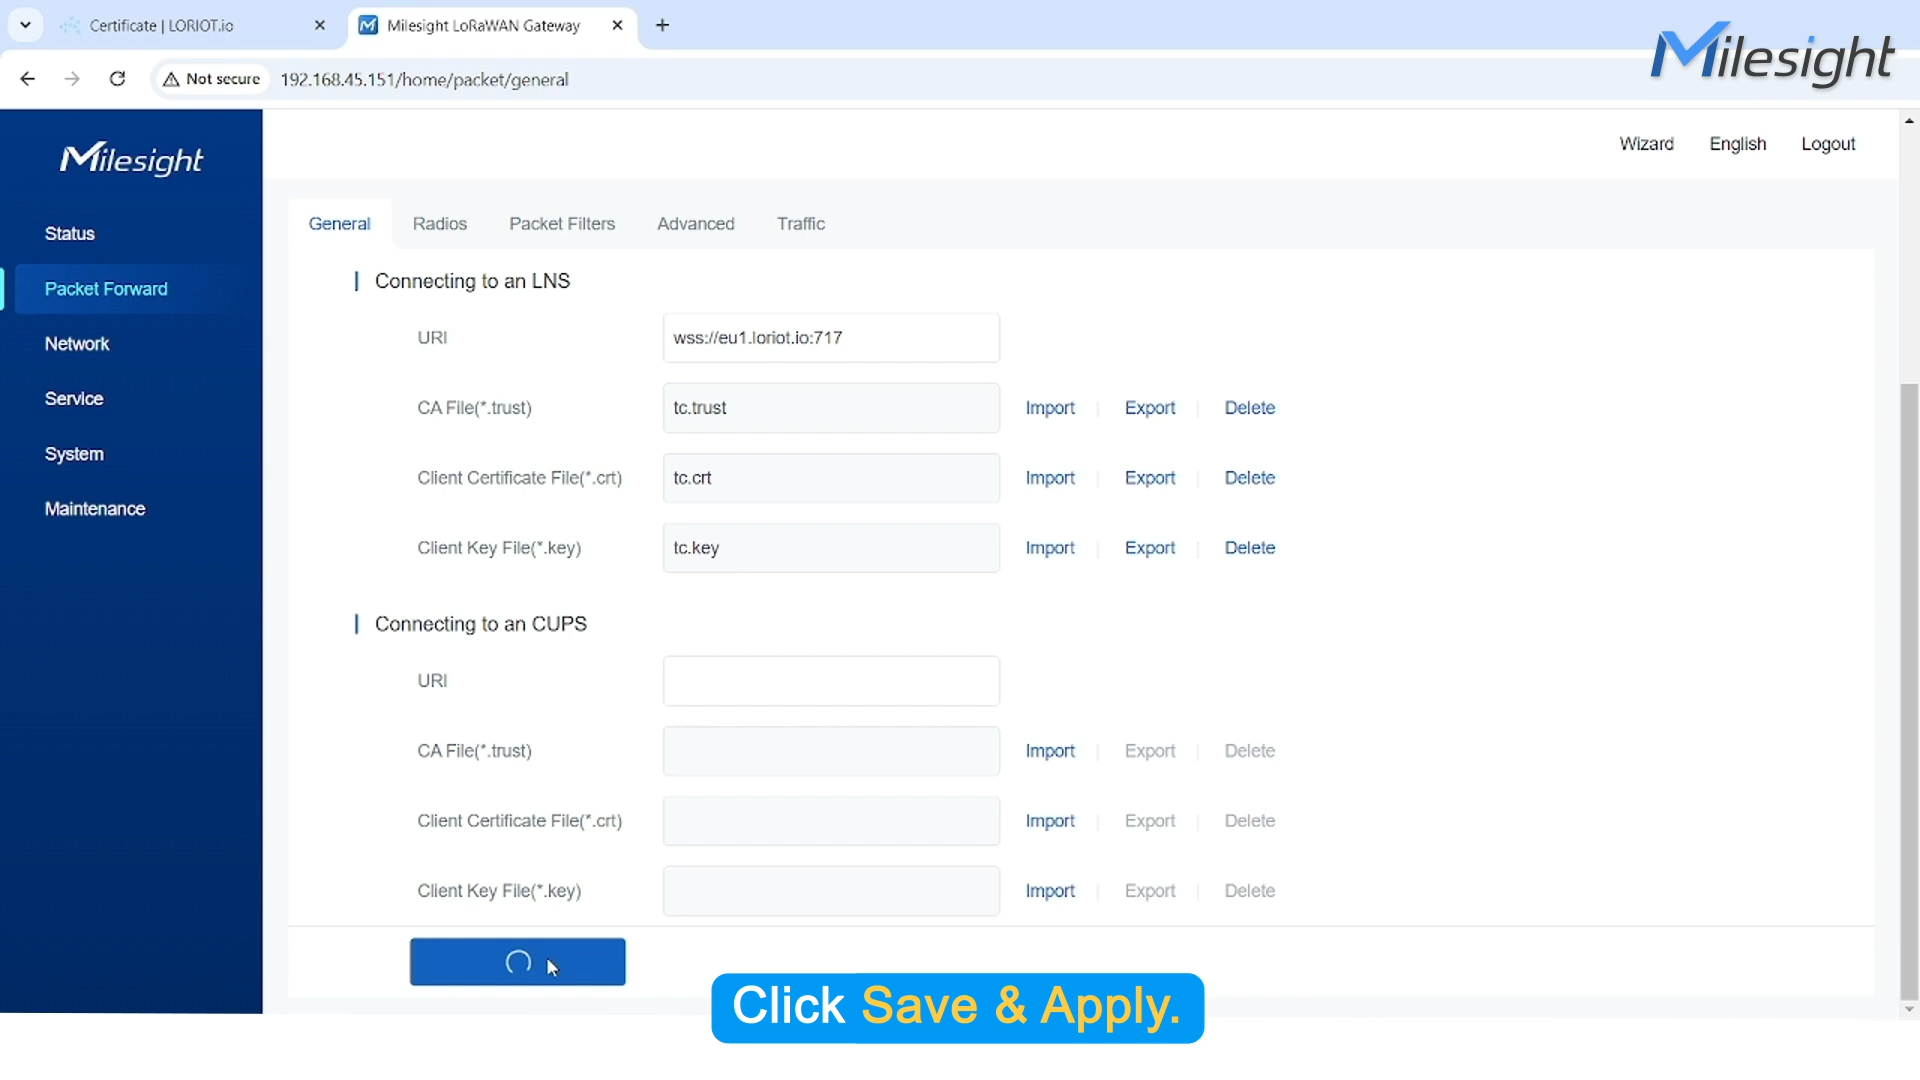 Certificate | LORIOT.io
Milesight LoRaWAN Gateway
Milesight
Not secure
192.168.45.151/home/packet/general
Milesight
Wizard
English
Logout
Status
Packet Forward
Network
Service
System
Maintenance
General
Radios
Packet Filters
Advanced
Traffic
Connecting to an LNS
URI
wss://eu1.loriot.io:717
CA File(*.trust)
tc.trust
Import
Export
Delete
Client Certificate File(*.crt)
tc.crt
Import
Export
Delete
Client Key File(*.key)
tc.key
Import
Export
Delete
Connecting to an CUPS
URI
CA File(*.trust)
Import
Export
Delete
Client Certificate File(*.crt)
Import
Export
Delete
Client Key File(*.key)
Import
Export
Delete
Click Save & Apply.